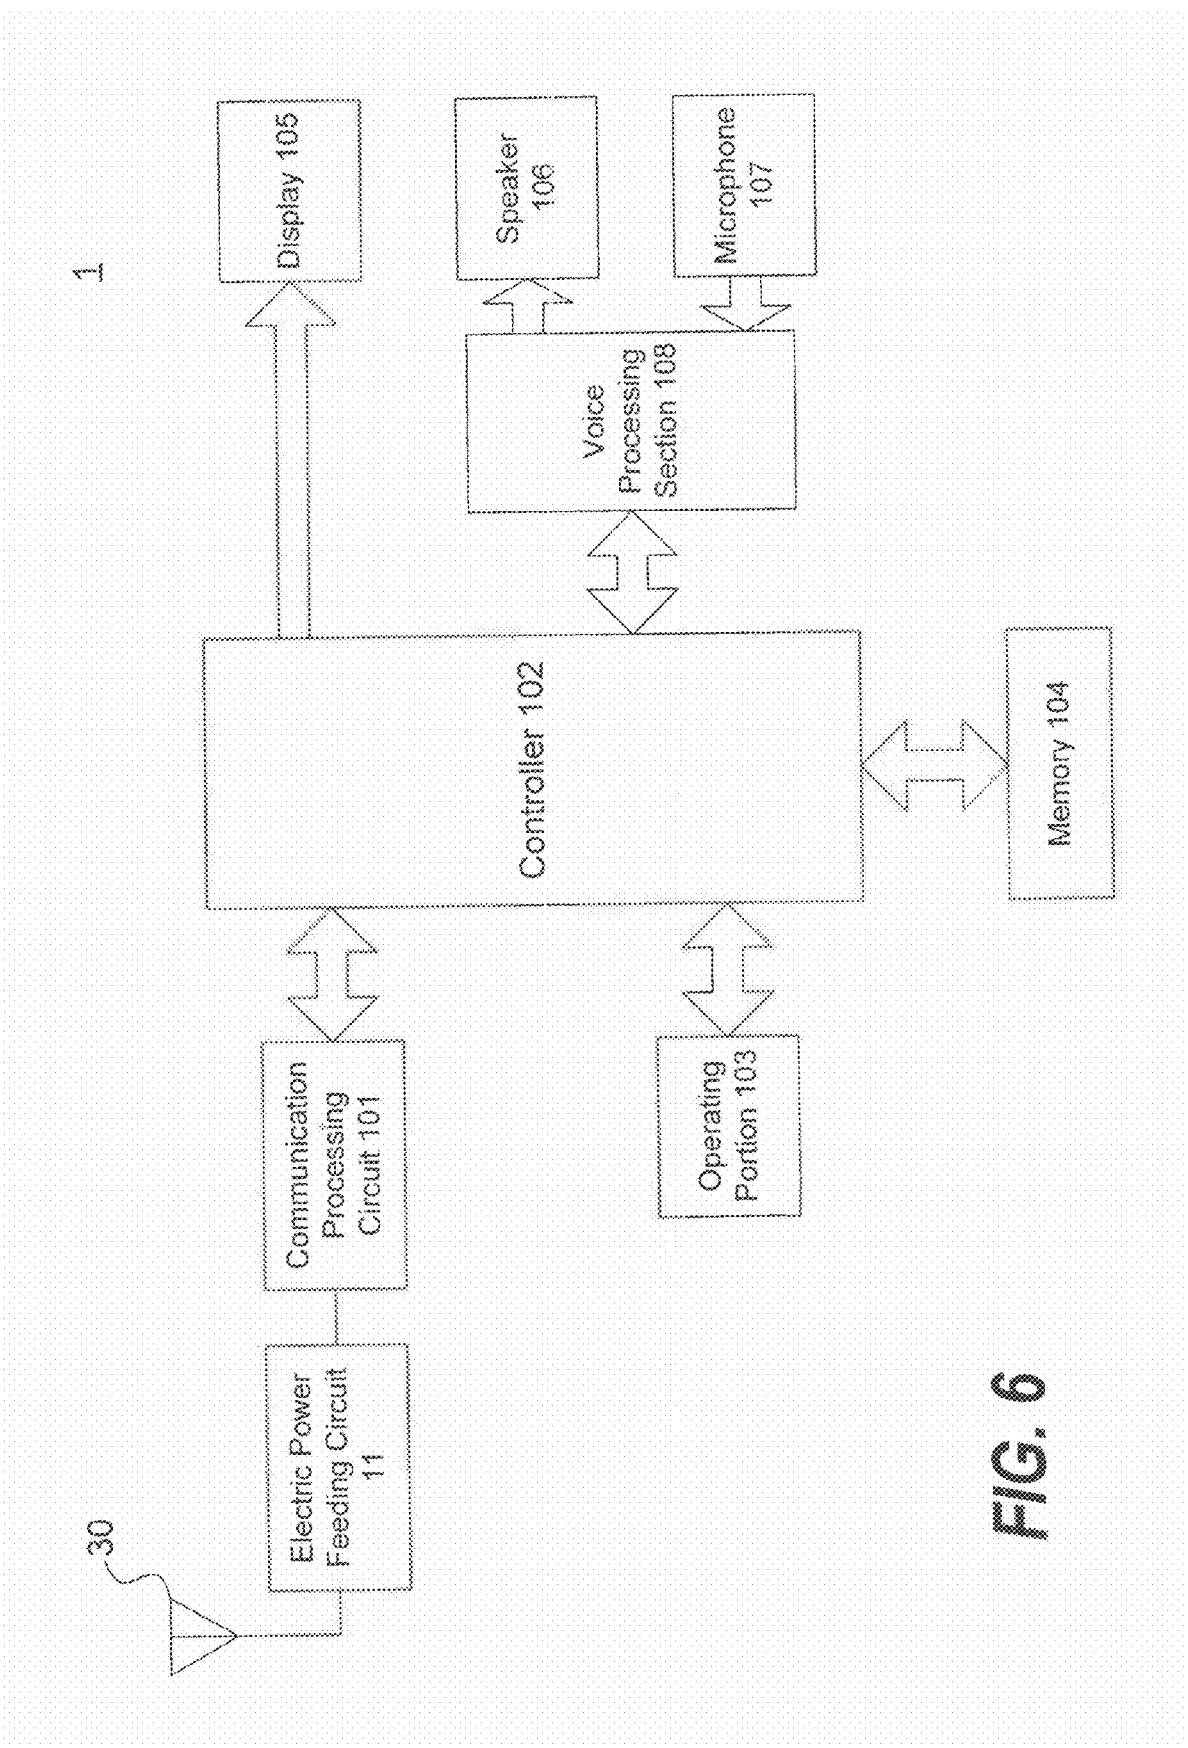 1
30
Electric Power
Feeding Circuit
11
Communication
Processing
Circuit 101
Controller 102
Display 105
Speaker
106
Microphone
107
Voice
Processing
Section 108
Operating
Portion 103
Memory 104
FIG. 6